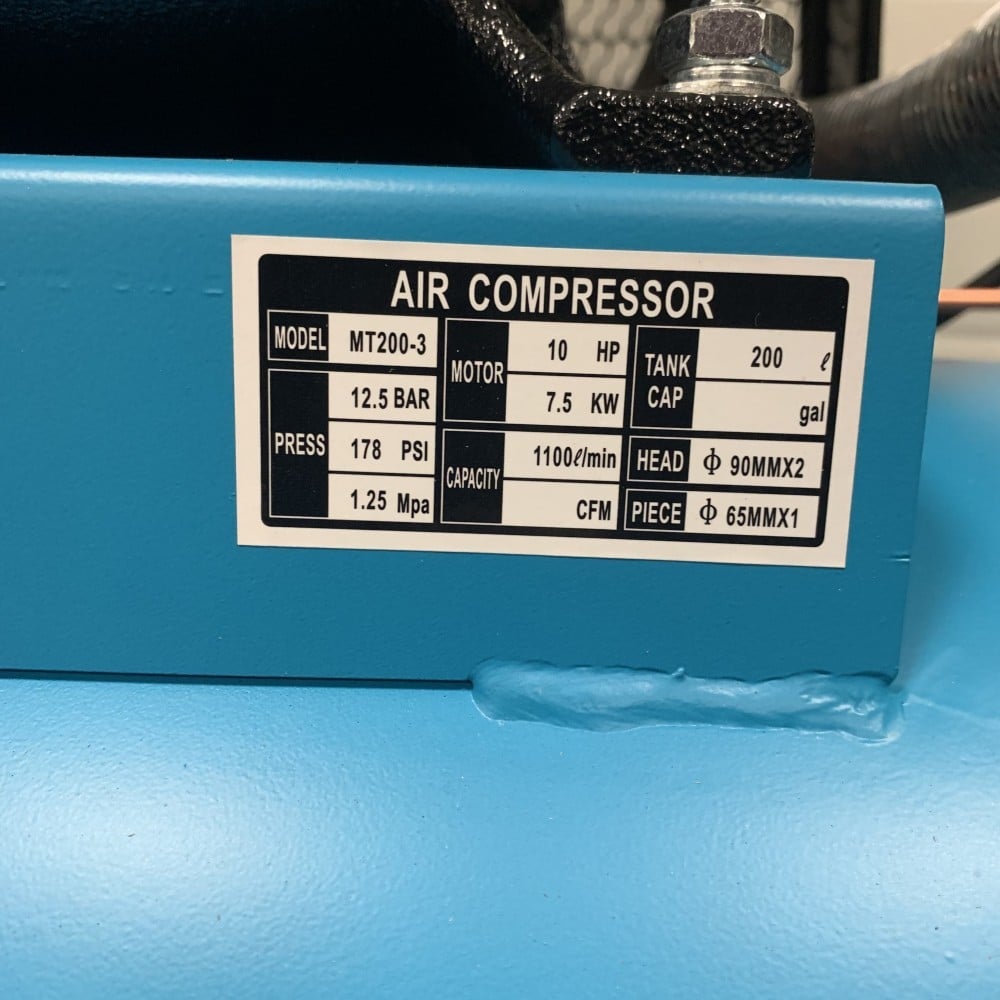 AIR COMPRESSOR
MODEL MT200-3
PRESS
12.5 BAR
178 PSI
1.25 Mpa
MOTOR
10 HP
7.5 KW
CAPACITY
1100ℓ/min
CFM
TANK CAP
200 ℓ
gal
HEAD Φ 90MMX2
PIECE Φ 65MMX1